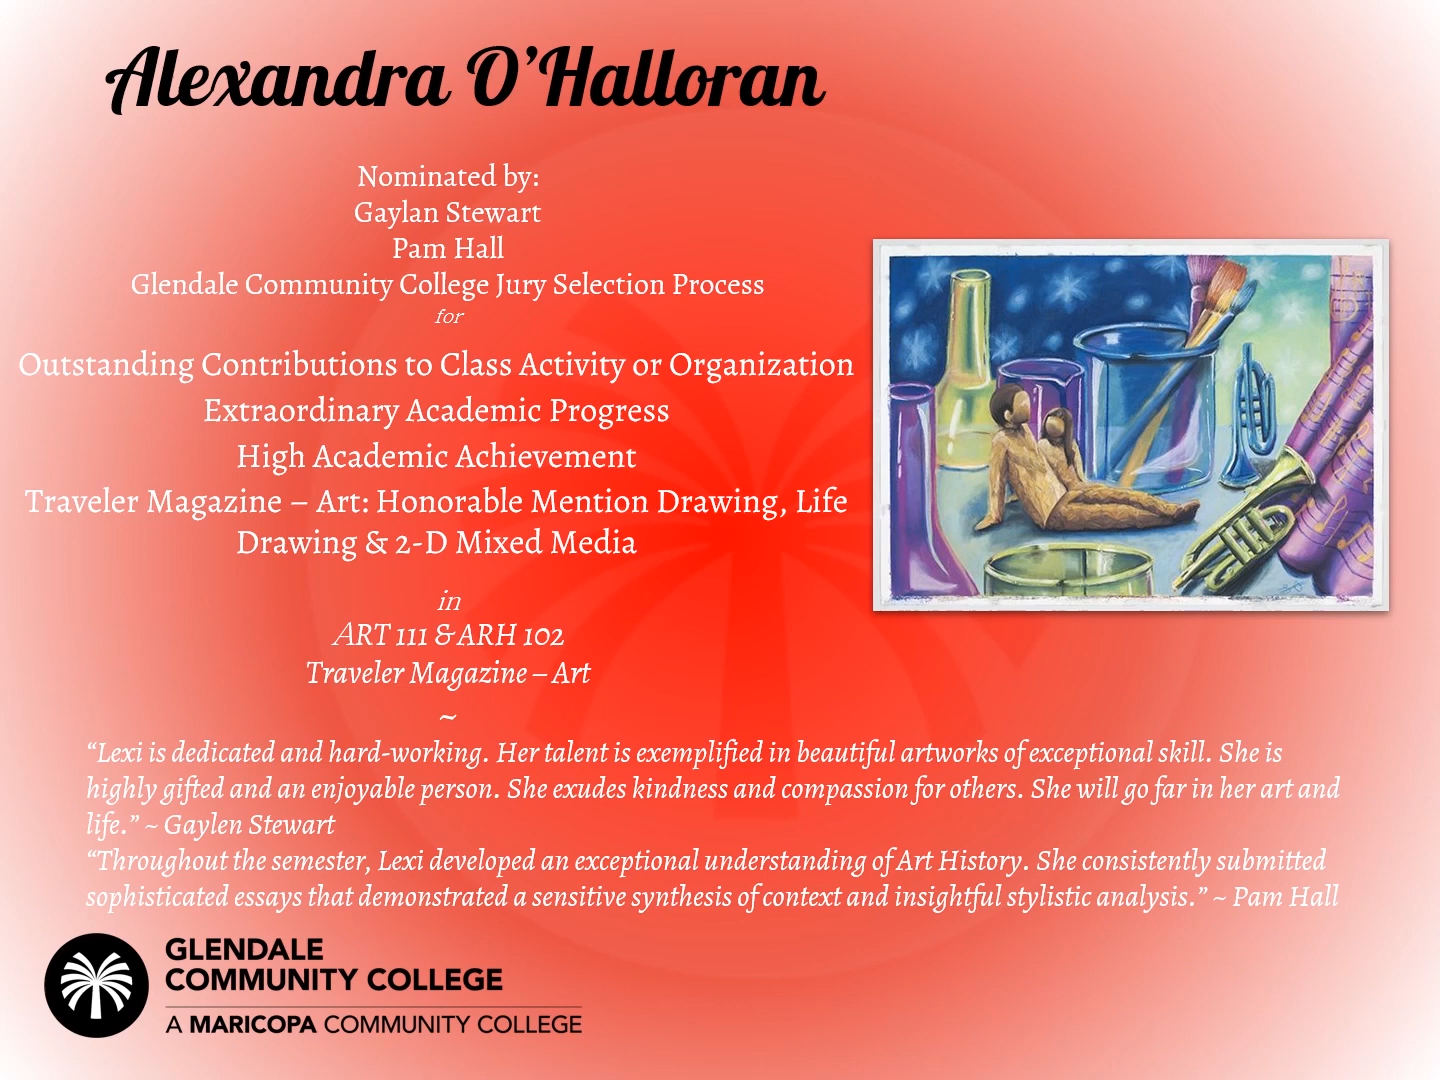 Alexandra O’Halloran
Nominated by:
Gaylan Stewart
Pam Hall
Glendale Community College Jury Selection Process
for
Outstanding Contributions to Class Activity or Organization
Extraordinary Academic Progress
High Academic Achievement
Traveler Magazine – Art: Honorable Mention Drawing, Life
Drawing & 2-D Mixed Media
in
ART 111 & ARH 102
Traveler Magazine – Art
~
“Lexi is dedicated and hard-working. Her talent is exemplified in beautiful artworks of exceptional skill. She is
highly gifted and an enjoyable person. She exudes kindness and compassion for others. She will go far in her art and
life.” ~ Gaylen Stewart
“Throughout the semester, Lexi developed an exceptional understanding of Art History. She consistently submitted
sophisticated essays that demonstrated a sensitive synthesis of context and insightful stylistic analysis.” ~ Pam Hall
GLENDALE
COMMUNITY COLLEGE
A MARICOPA COMMUNITY COLLEGE